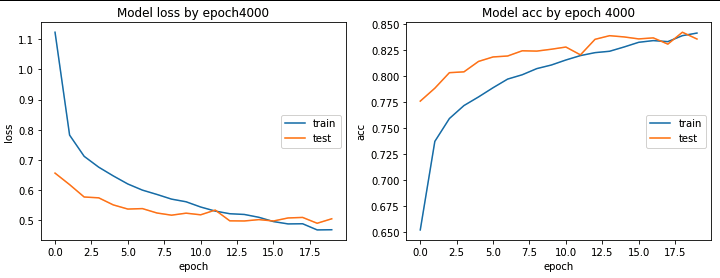 Model loss by epoch4000
1.1
1.0
0.9
0.8
0.7
0.6
0.5
loss
train
test
0.0 2.5 5.0 7.5 10.0 12.5 15.0 17.5
epoch
Model acc by epoch 4000
0.850
0.825
0.800
0.775
0.750
0.725
0.700
0.675
0.650
acc
train
test
0.0 2.5 5.0 7.5 10.0 12.5 15.0 17.5
epoch